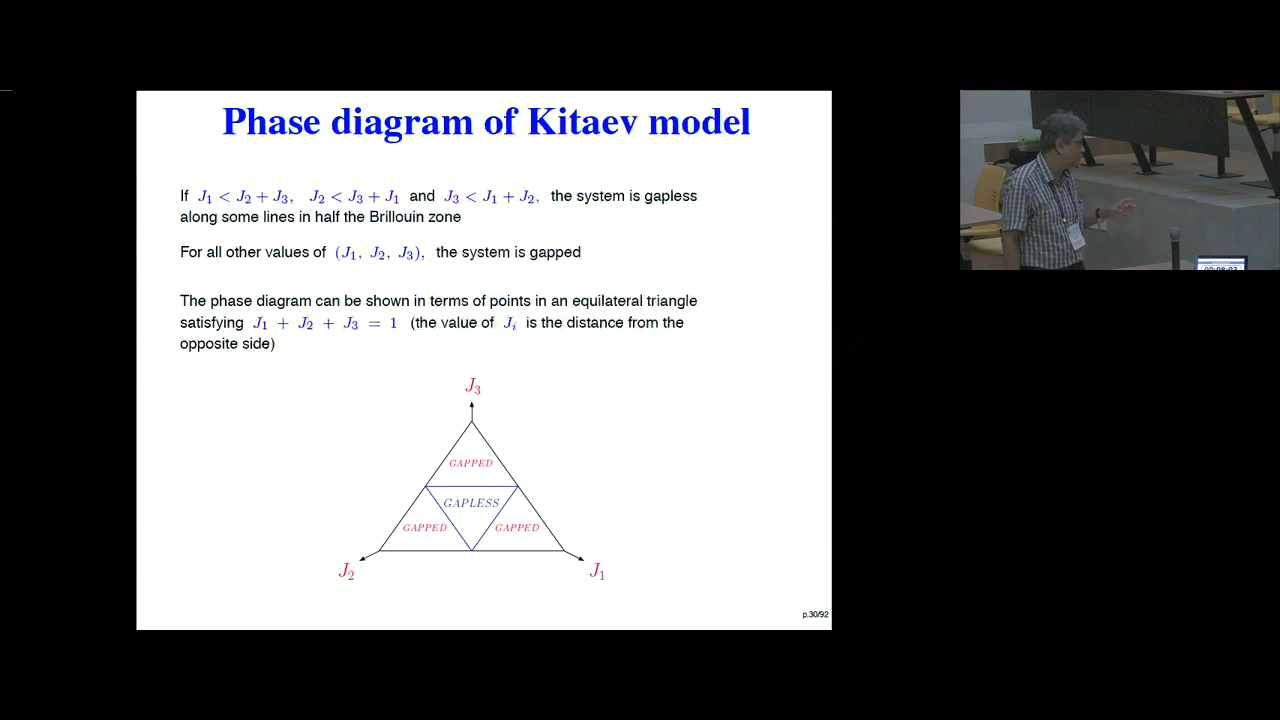 Phase diagram of Kitaev model
If J₁ < J₂ + J₃, J₂ < J₃ + J₁ and J₃ < J₁ + J₂, the system is gapless
along some lines in half the Brillouin zone
For all other values of (J₁, J₂, J₃), the system is gapped
The phase diagram can be shown in terms of points in an equilateral triangle
satisfying J₁ + J₂ + J₃ = 1 (the value of Jᵢ is the distance from the
opposite side)
J₃
GAPPED
GAPLESS
GAPPED GAPPED
J₂ J₁
p.30/92